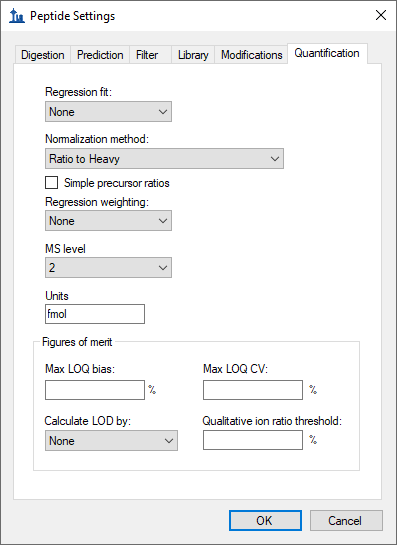 Peptide Settings
Digestion Prediction Filter Library Modifications Quantification
Regression fit:
None
Normalization method:
Ratio to Heavy
Simple precursor ratios
Regression weighting:
None
MS level
2
Units
fmol
Figures of merit
Max LOQ bias: Max LOQ CV:
% %
Calculate LOD by: Qualitative ion ratio threshold:
None %
OK Cancel